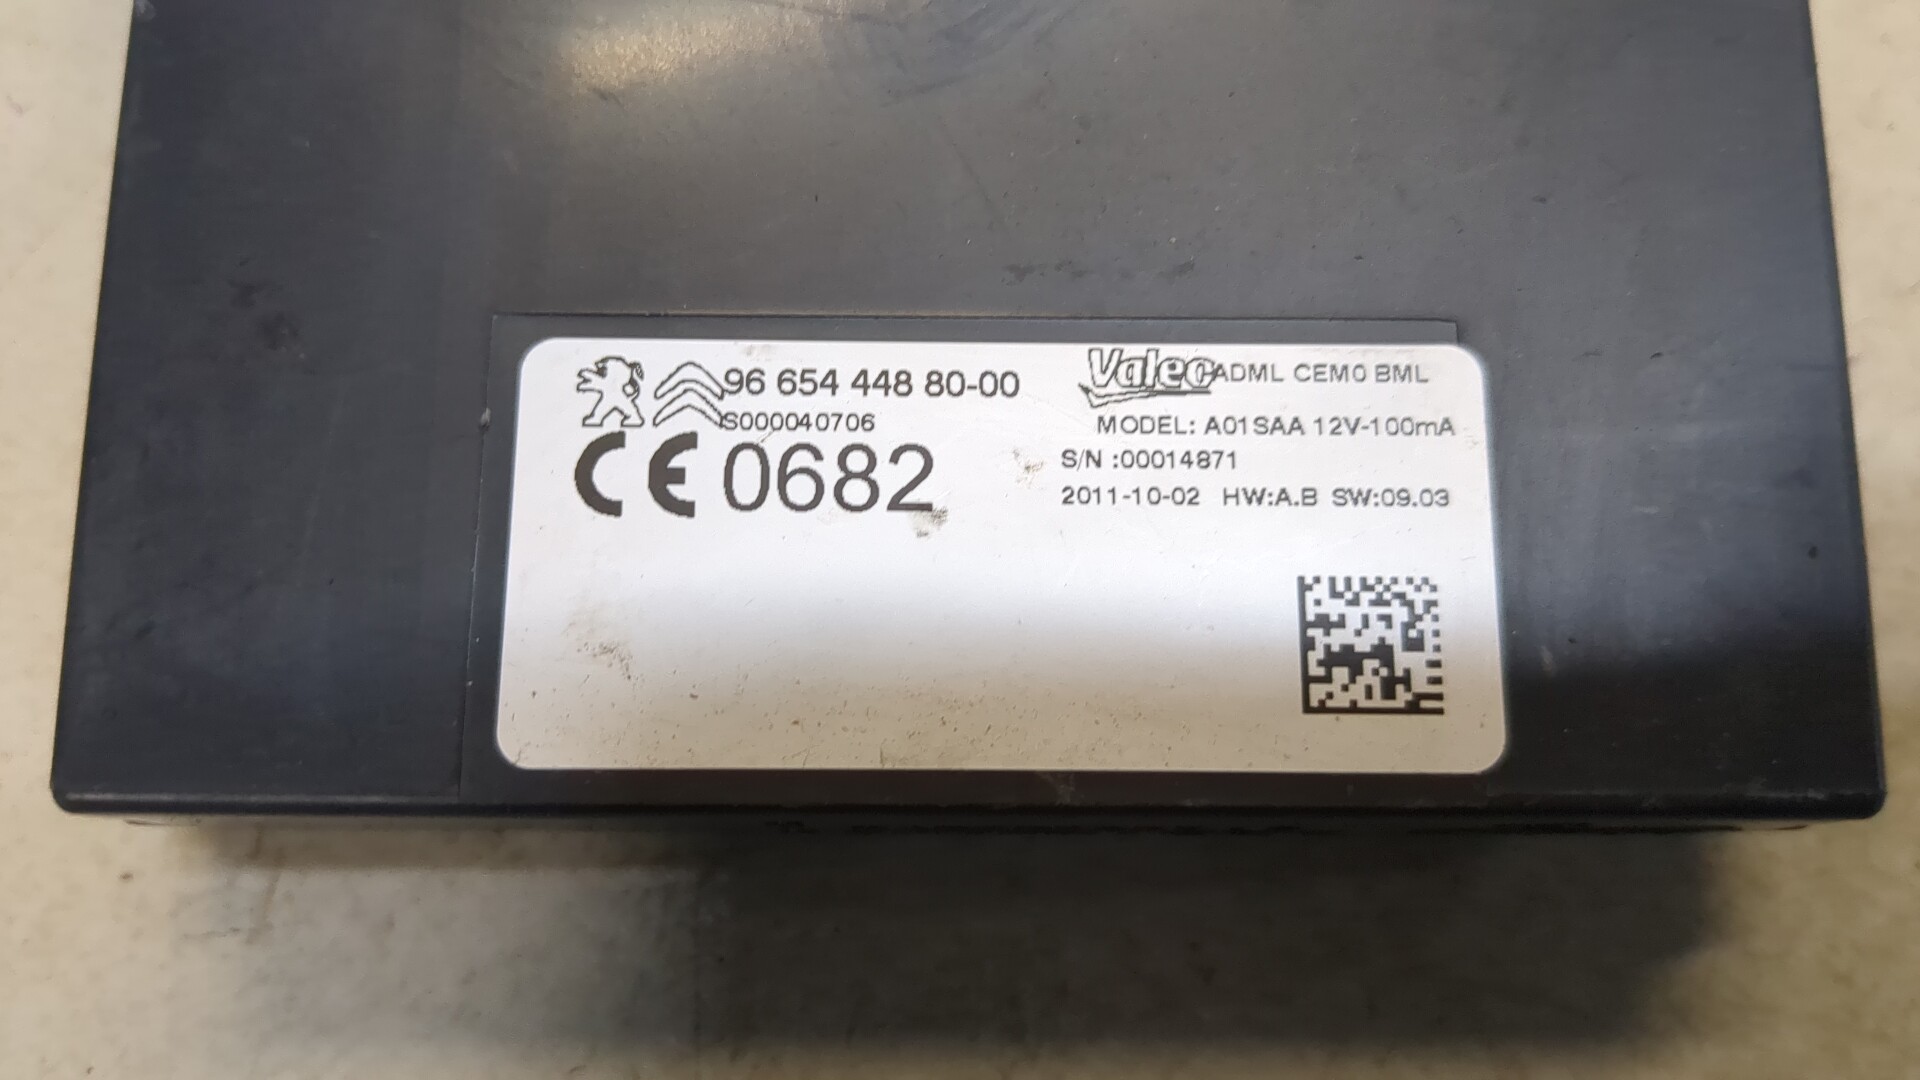 96 654 448 80-00
S000040706
CE 0682
Valeo ADML CEM0 BML
MODEL: A01SAA 12V-100mA
S/N :00014871
2011-10-02 HW:A.B SW:09.03